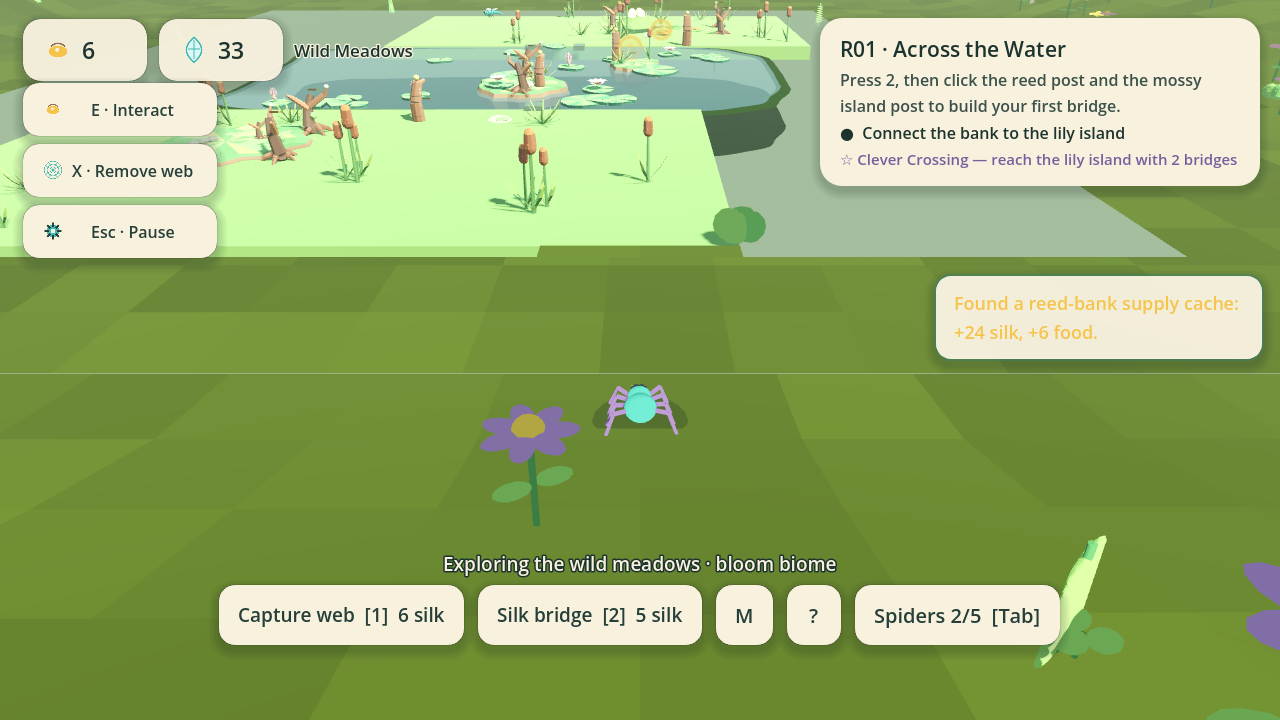 6
33
Wild Meadows
E · Interact
X · Remove web
Esc · Pause
R01 · Across the Water
Press 2, then click the reed post and the mossy
island post to build your first bridge.
● Connect the bank to the lily island
☆ Clever Crossing — reach the lily island with 2 bridges
Found a reed-bank supply cache:
+24 silk, +6 food.
Exploring the wild meadows · bloom biome
Capture web [1] 6 silk
Silk bridge [2] 5 silk
M
?
Spiders 2/5 [Tab]